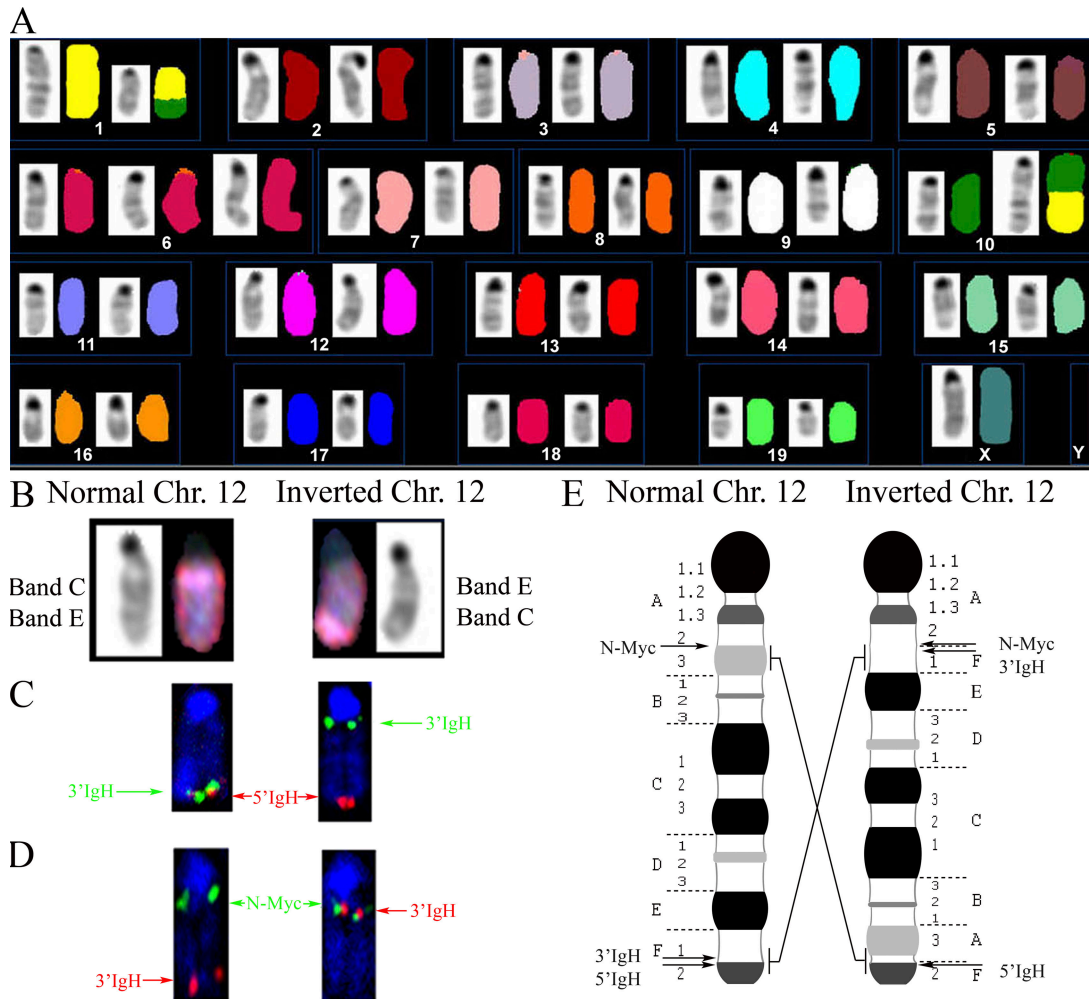 A
1 2 3 4 5
6 7 8 9 10
11 12 13 14 15
16 17 18 19 X Y
B Normal Chr. 12 Inverted Chr. 12
Band C
Band E
Band E
Band C
C
3’IgH
3’IgH
5’IgH
D
N-Myc
3’IgH
3’IgH
E Normal Chr. 12 Inverted Chr. 12
A
1.1
1.2
1.3
2
3
N-Myc
B
1
2
3
C
1
2
3
D
1
2
3
E
F
1
2
3’IgH
5’IgH
1.1
1.2
1.3
2
A
N-Myc
3’IgH
1
F
E
3
2
1
D
3
2
1
C
3
2
1
B
3
A
2
F
5’IgH